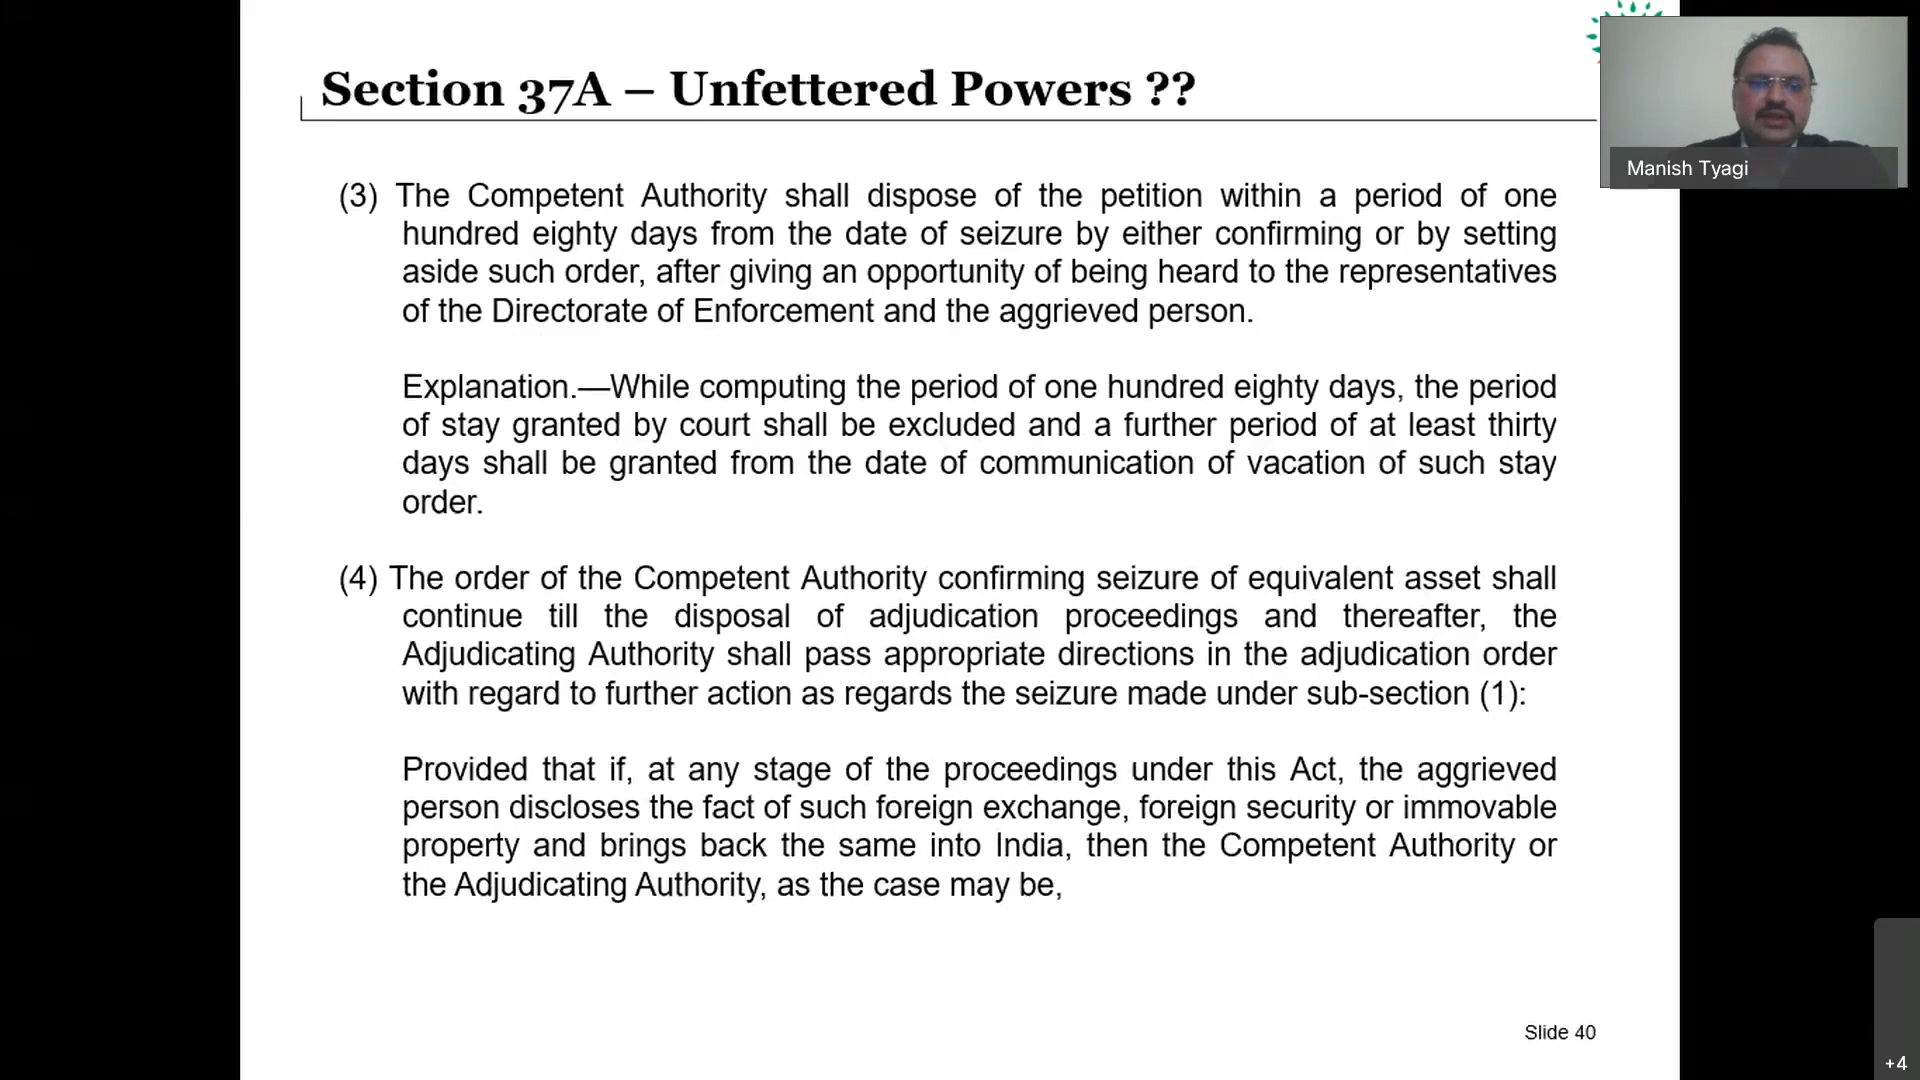 Section 37A – Unfettered Powers ??
Manish Tyagi
(3) The Competent Authority shall dispose of the petition within a period of one
hundred eighty days from the date of seizure by either confirming or by setting
aside such order, after giving an opportunity of being heard to the representatives
of the Directorate of Enforcement and the aggrieved person.
Explanation.—While computing the period of one hundred eighty days, the period
of stay granted by court shall be excluded and a further period of at least thirty
days shall be granted from the date of communication of vacation of such stay
order.
(4) The order of the Competent Authority confirming seizure of equivalent asset shall
continue till the disposal of adjudication proceedings and thereafter, the
Adjudicating Authority shall pass appropriate directions in the adjudication order
with regard to further action as regards the seizure made under sub-section (1):
Provided that if, at any stage of the proceedings under this Act, the aggrieved
person discloses the fact of such foreign exchange, foreign security or immovable
property and brings back the same into India, then the Competent Authority or
the Adjudicating Authority, as the case may be,
Slide 40
+4